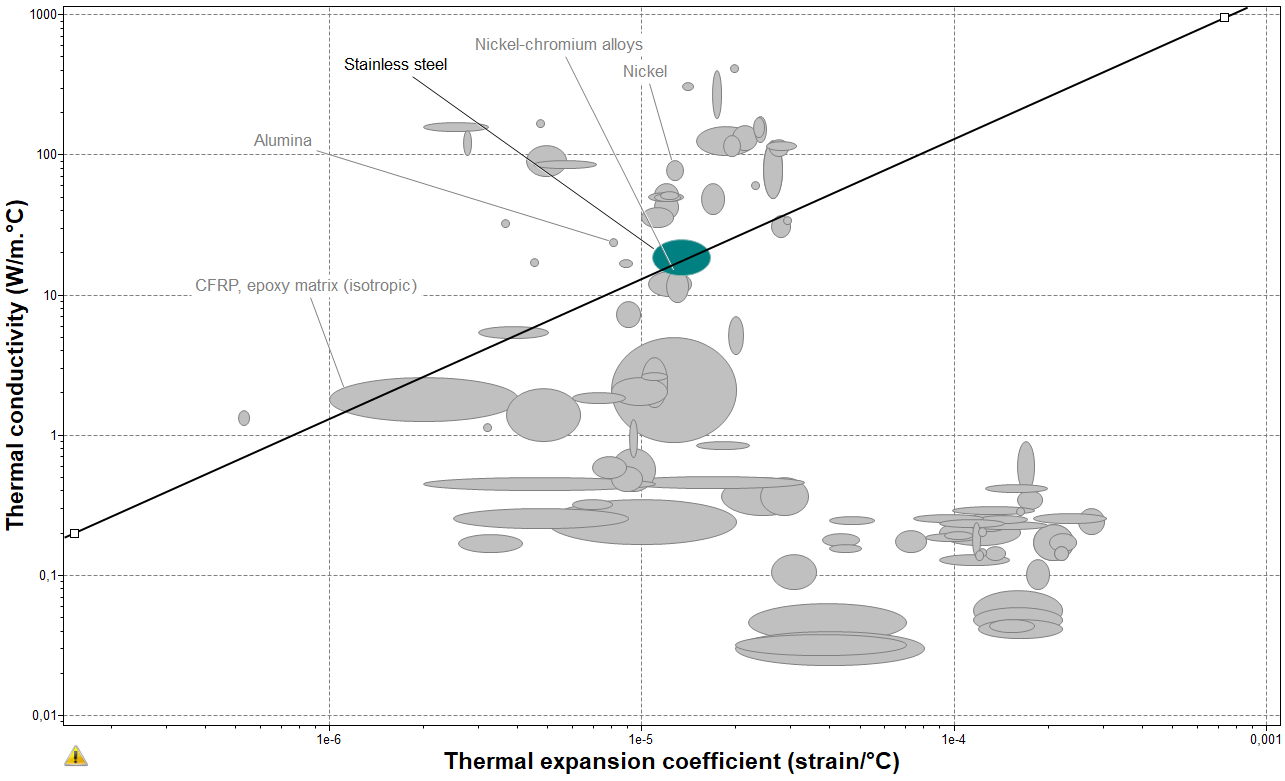 1000
Nickel-chromium alloys
Stainless steel
Nickel
Alumina
100
CFRP, epoxy matrix (isotropic)
10
1
0,1
0,01
Thermal conductivity (W/m.°C)
1e-6
1e-5
1e-4
0,001
Thermal expansion coefficient (strain/°C)